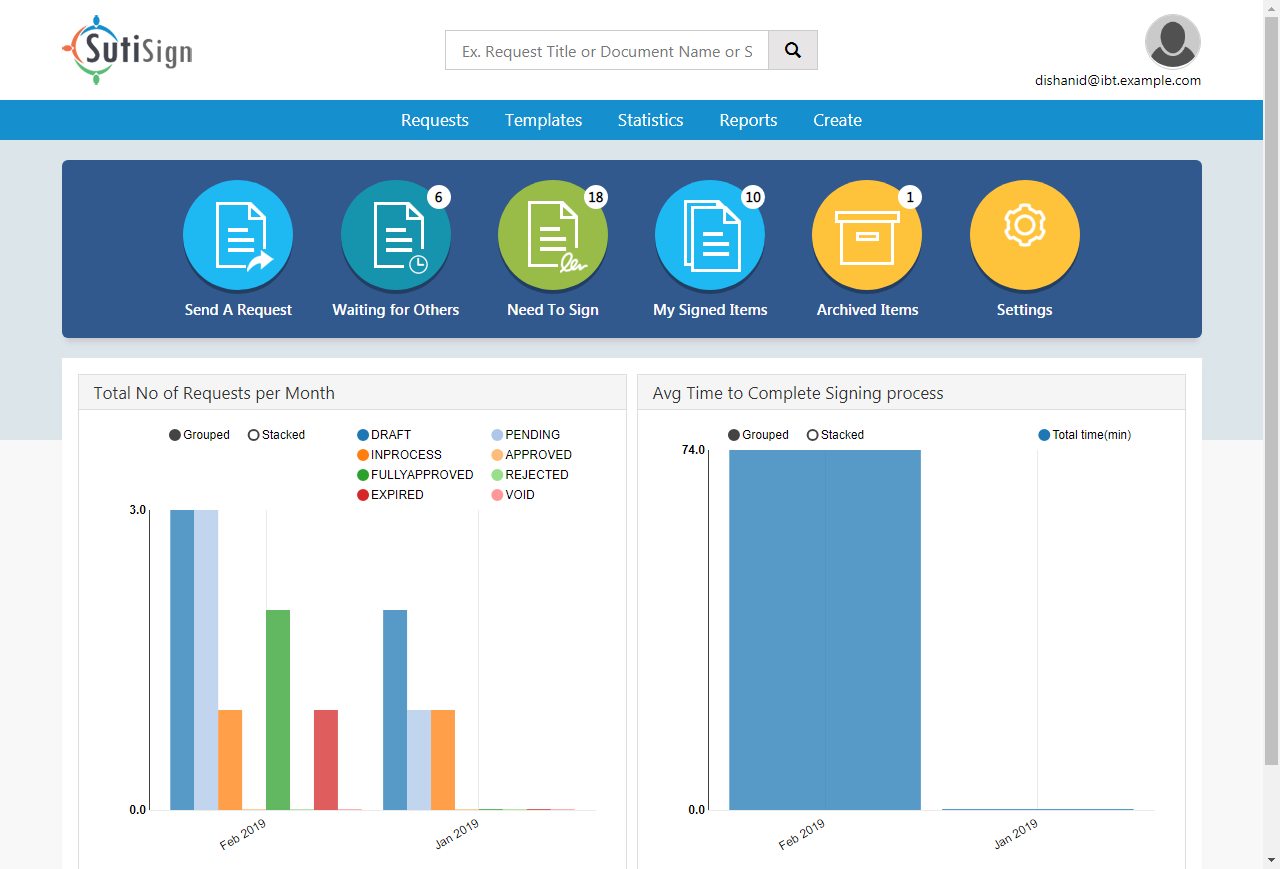 SutiSign
Ex. Request Title or Document Name or S
dishanid@ibt.example.com
Requests Templates Statistics Reports Create
6 18 10 1
Send A Request Waiting for Others Need To Sign My Signed Items Archived Items Settings
Total No of Requests per Month
Grouped Stacked DRAFT PENDING
INPROCESS APPROVED
FULLYAPPROVED REJECTED
EXPIRED VOID
3.0
0.0
Feb 2019 Jan 2019
Avg Time to Complete Signing process
Grouped Stacked Total time(min)
74.0
0.0
Feb 2019 Jan 2019